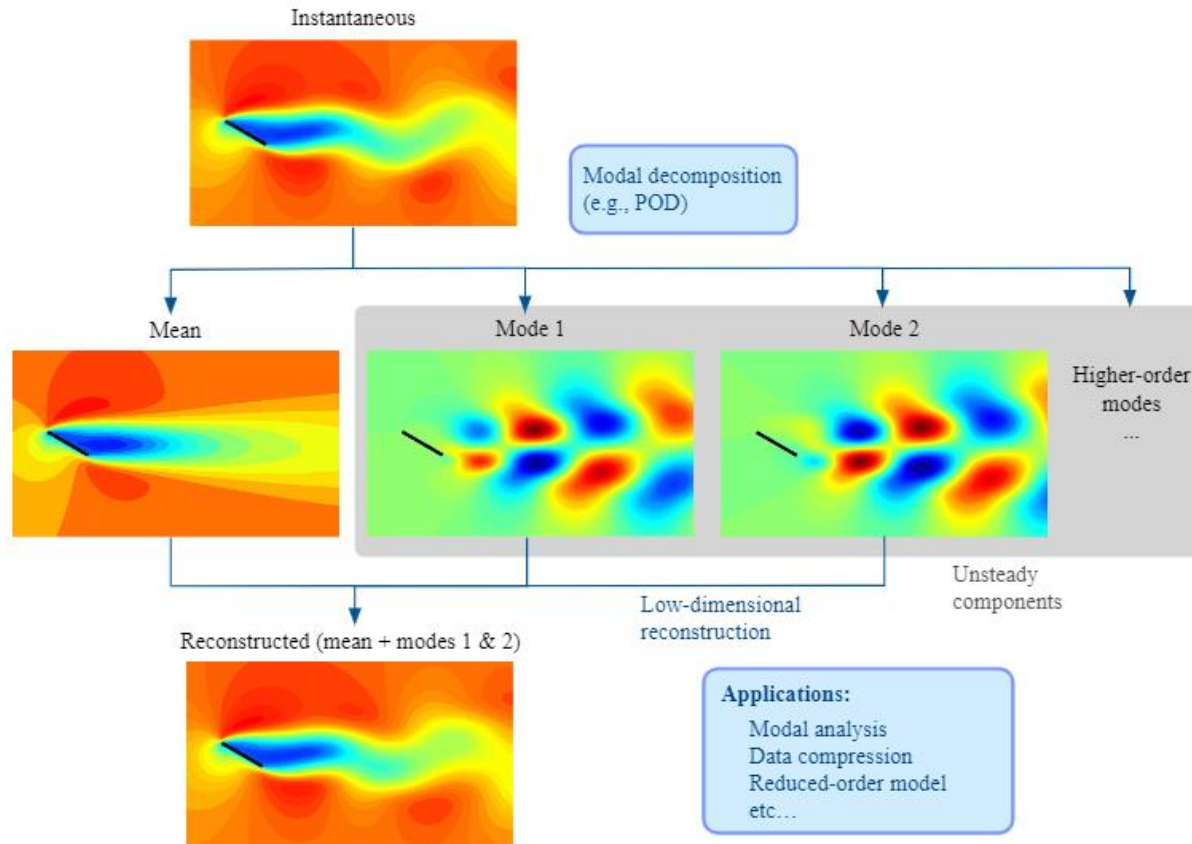 Instantaneous
Modal decomposition
(e.g., POD)
Mean
Mode 1
Mode 2
Higher-order
modes
...
Unsteady
components
Low-dimensional
reconstruction
Reconstructed (mean + modes 1 & 2)
Applications:
Modal analysis
Data compression
Reduced-order model
etc…